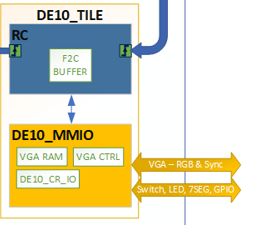 DE10_TILE
RC
F2C
BUFFER
DE10_MMIO
VGA RAM
VGA CTRL
DE10_CR_IO
VGA – RGB & Sync
Switch, LED, 7SEG, GPIO